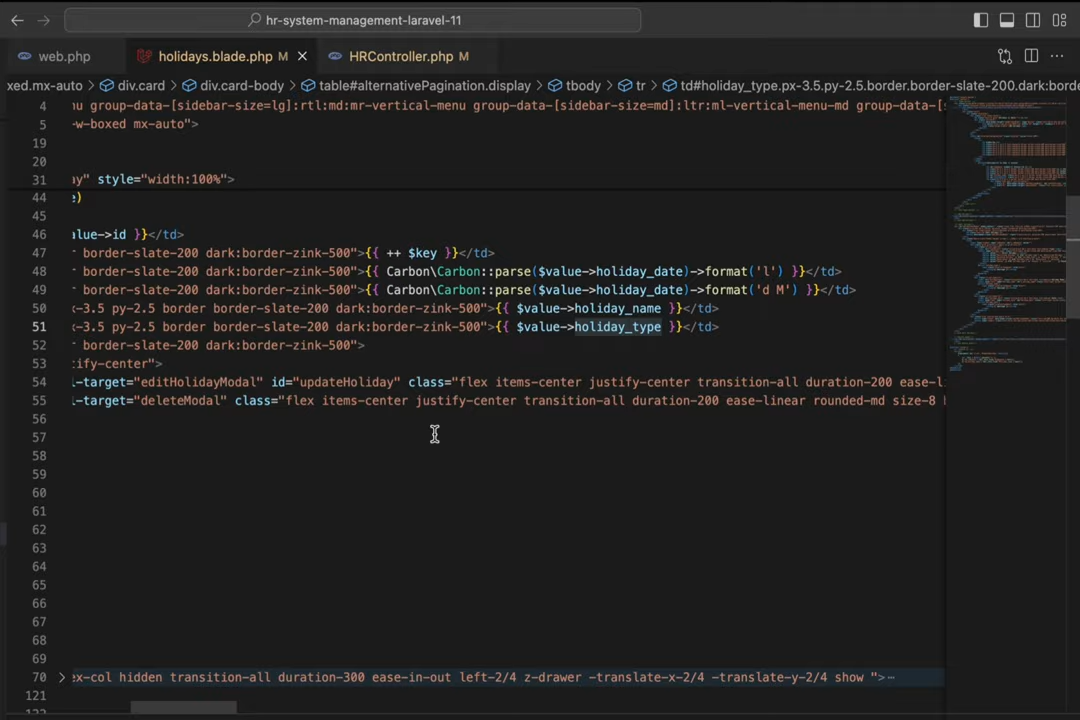 hr-system-management-laravel-11
web.php
holidays.blade.php M
HRController.php M
xed.mx-auto > div.card > div.card-body > table#alternativePagination.display > tbody > tr > td#holiday_type.px-3.5.py-2.5.border.border-slate-200.dark:borde
4 nu group-data-[sidebar-size=lg]:rtl:md:mr-vertical-menu group-data-[sidebar-size=md]:ltr:ml-vertical-menu-md group-data-[s
5 -w-boxed mx-auto">
19
20
31 ay" style="width:100%">
44 e)
45
46 alue->id }}</td>
47 border-slate-200 dark:border-zink-500">{{ ++ $key }}</td>
48 border-slate-200 dark:border-zink-500">{{ Carbon\Carbon::parse($value->holiday_date)->format('l') }}</td>
49 border-slate-200 dark:border-zink-500">{{ Carbon\Carbon::parse($value->holiday_date)->format('d M') }}</td>
50 -3.5 py-2.5 border border-slate-200 dark:border-zink-500">{{ $value->holiday_name }}</td>
51 -3.5 py-2.5 border border-slate-200 dark:border-zink-500">{{ $value->holiday_type }}</td>
52 border-slate-200 dark:border-zink-500">
53 tify-center">
54 l-target="editHolidayModal" id="updateHoliday" class="flex items-center justify-center transition-all duration-200 ease-li
55 l-target="deleteModal" class="flex items-center justify-center transition-all duration-200 ease-linear rounded-md size-8 b
56
57
58
59
60
61
62
63
64
65
66
67
68
69
70 ex-col hidden transition-all duration-300 ease-in-out left-2/4 z-drawer -translate-x-2/4 -translate-y-2/4 show ">…
121
122